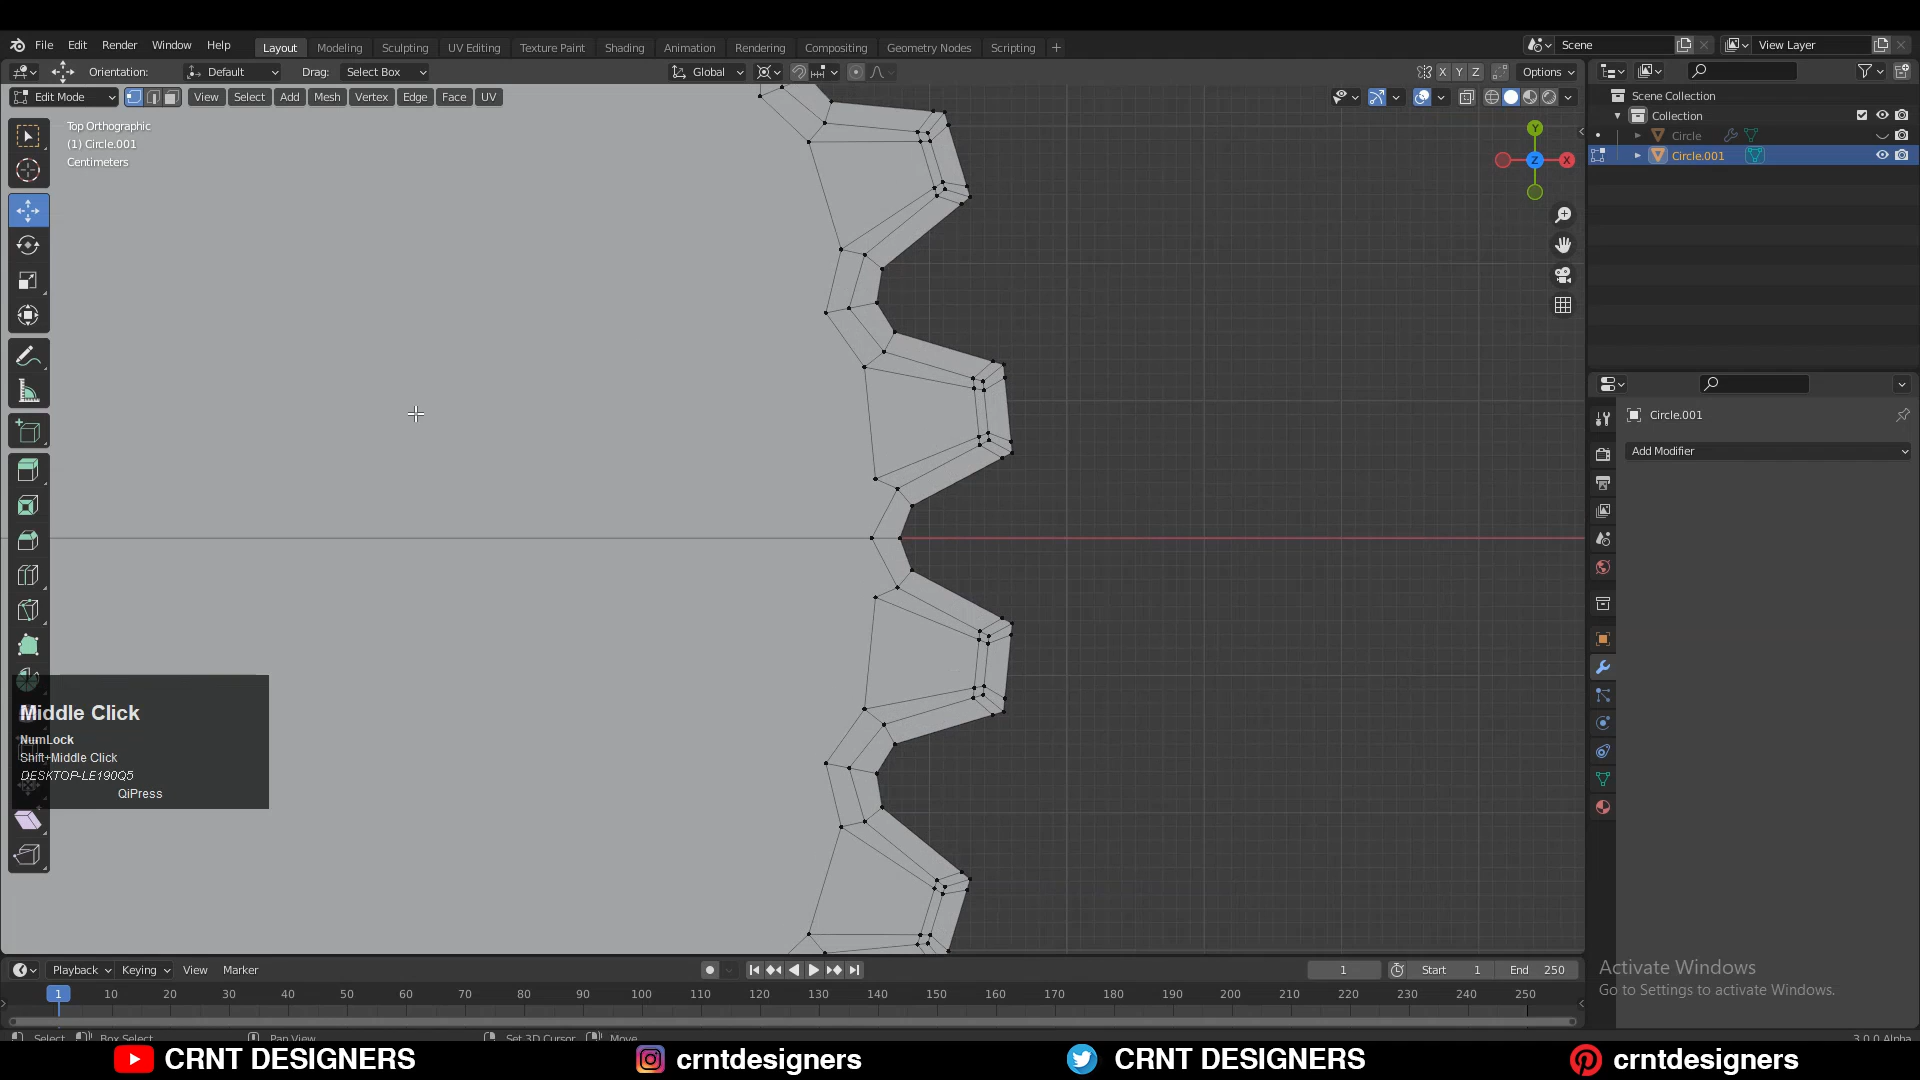 File Edit Render Window Help
Layout Modeling Sculpting UV Editing Texture Paint Shading Animation Rendering Compositing Geometry Nodes Scripting +
Scene
View Layer
Orientation: Default Drag: Select Box
Global
X Y Z
Options
Edit Mode View Select Add Mesh Vertex Edge Face UV
Top Orthographic
(1) Circle.001
Centimeters
Y
Z
X
Scene Collection
Collection
Circle
Circle.001
Circle.001
Add Modifier
Middle Click
NumLock
Shift+Middle Click
DESKTOP-LE190Q5
QiPress
Activate Windows
Go to Settings to activate Windows.
Playback Keying View Marker
1 Start 1 End 250
1 10 20 30 40 50 60 70 80 90 100 110 120 130 140 150 160 170 180 190 200 210 220 230 240 250
Select Box Select Pan View Set 3D Cursor Move
3.0.0 Alpha
CRNT DESIGNERS crntdesigners CRNT DESIGNERS crntdesigners